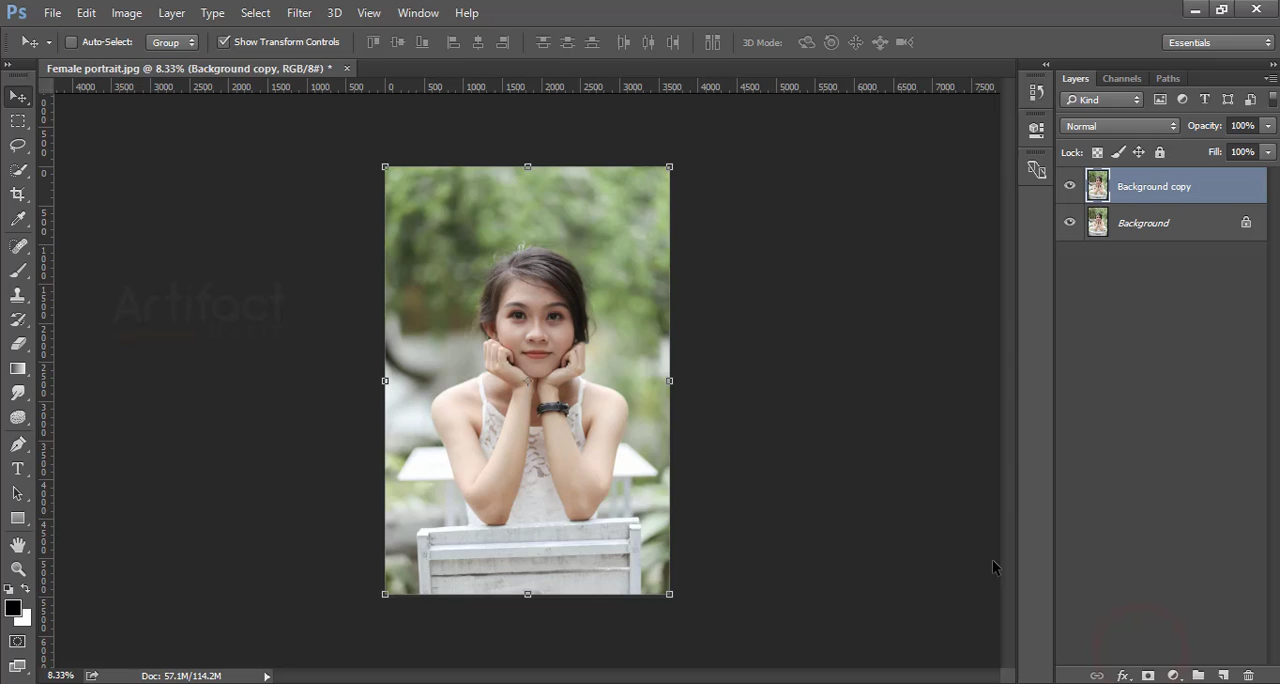 Ps File Edit Image Layer Type Select Filter 3D View Window Help
Auto-Select: Group Show Transform Controls 3D Mode: Essentials
Female portrait.jpg @ 8.33% (Background copy, RGB/8#) * ×
4000 3500 3000 2500 2000 1500 1000 500 0 500 1000 1500 2000 2500 3000 3500 4000 4500 5000 5500 6000 6500 7000 7500
Layers Channels Paths
Kind
Normal Opacity: 100%
Lock: Fill: 100%
Background copy
Background
Artifact
8.33% Doc: 57.1M/114.2M
fx